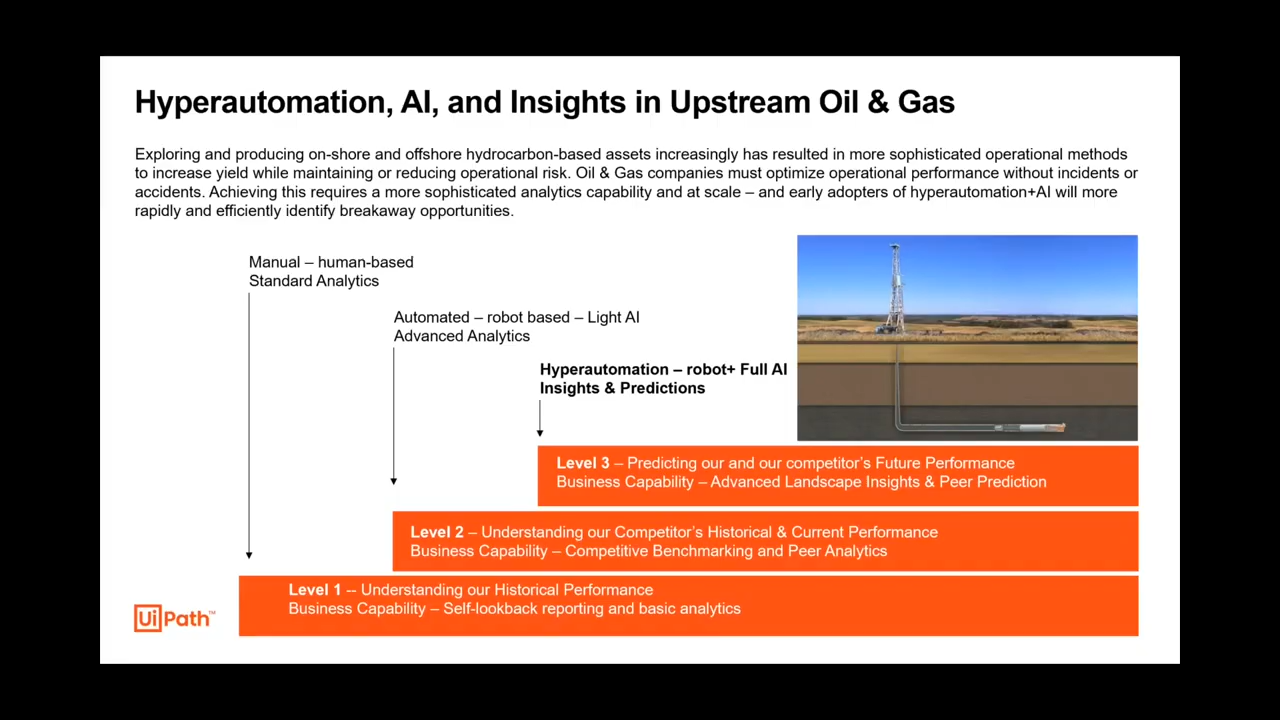 Hyperautomation, AI, and Insights in Upstream Oil & Gas
Exploring and producing on-shore and offshore hydrocarbon-based assets increasingly has resulted in more sophisticated operational methods
to increase yield while maintaining or reducing operational risk. Oil & Gas companies must optimize operational performance without incidents or
accidents. Achieving this requires a more sophisticated analytics capability and at scale – and early adopters of hyperautomation+AI will more
rapidly and efficiently identify breakaway opportunities.
Manual – human-based
Standard Analytics
Automated – robot based – Light AI
Advanced Analytics
Hyperautomation – robot+ Full AI
Insights & Predictions
Level 3 – Predicting our and our competitor's Future Performance
Business Capability – Advanced Landscape Insights & Peer Prediction
Level 2 – Understanding our Competitor's Historical & Current Performance
Business Capability – Competitive Benchmarking and Peer Analytics
Level 1 -- Understanding our Historical Performance
Business Capability – Self-lookback reporting and basic analytics
UiPath™